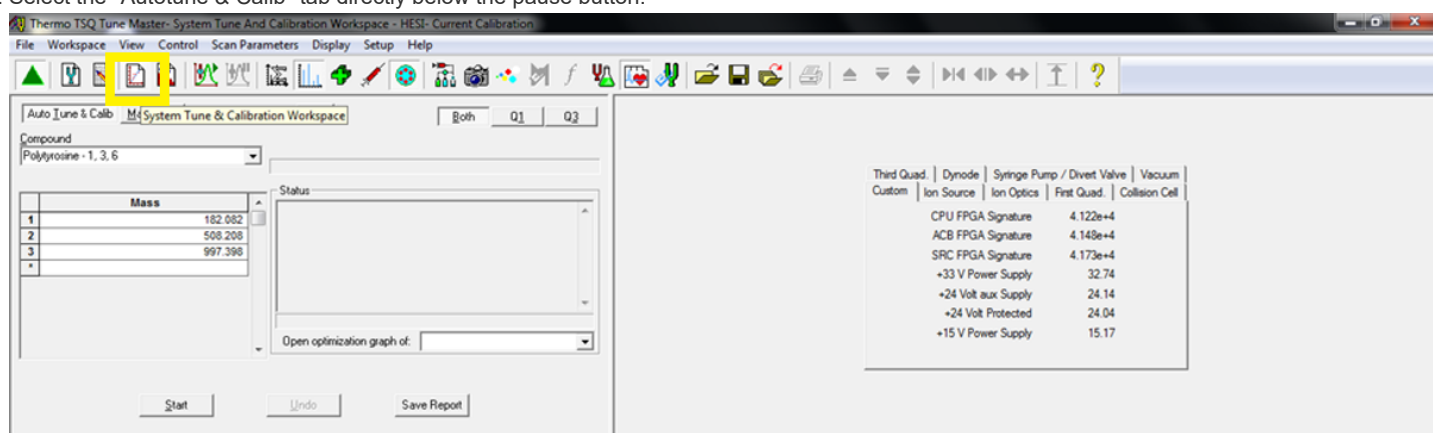 Select the "Autotune & Calib" tab directly below the pause button.
Thermo TSQ Tune Master- System Tune And Calibration Workspace - HESI- Current Calibration
File Workspace View Control Scan Parameters Display Setup Help
Auto Tune & Calib
System Tune & Calibration Workspace
Both Q1 Q3
Compound
Polytyrosine - 1, 3, 6
Mass
1 182.082
2 508.208
3 997.398
*
Status
Open optimization graph of:
Start Undo Save Report
Third Quad. Dynode Syringe Pump / Divert Valve Vacuum
Custom Ion Source Ion Optics First Quad. Collision Cell
CPU FPGA Signature 4.122e+4
ACB FPGA Signature 4.148e+4
SRC FPGA Signature 4.173e+4
+33 V Power Supply 32.74
+24 Volt aux Supply 24.14
+24 Volt Protected 24.04
+15 V Power Supply 15.17